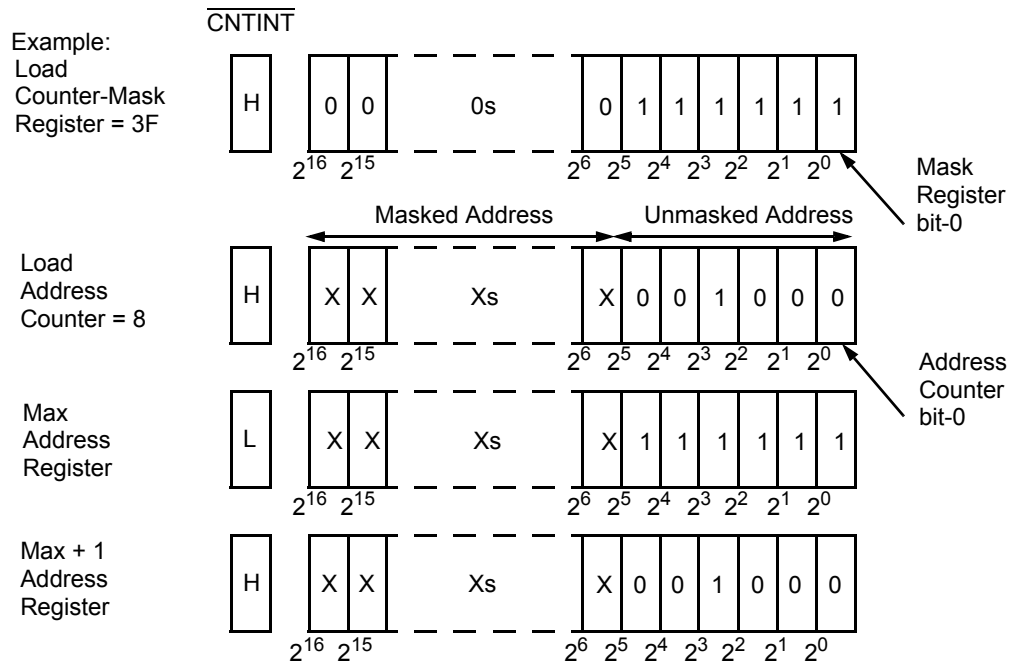 CNTINT
Example:
Load
Counter-Mask
Register = 3F
H
0 0 0s 0 1 1 1 1 1 1
2^16 2^15 2^6 2^5 2^4 2^3 2^2 2^1 2^0
Mask
Register
bit-0
Masked Address Unmasked Address
Load
Address
Counter = 8
H
X X Xs X 0 0 1 0 0 0
2^16 2^15 2^6 2^5 2^4 2^3 2^2 2^1 2^0
Address
Counter
bit-0
Max
Address
Register
L
X X Xs X 1 1 1 1 1 1
2^16 2^15 2^6 2^5 2^4 2^3 2^2 2^1 2^0
Max + 1
Address
Register
H
X X Xs X 0 0 1 0 0 0
2^16 2^15 2^6 2^5 2^4 2^3 2^2 2^1 2^0